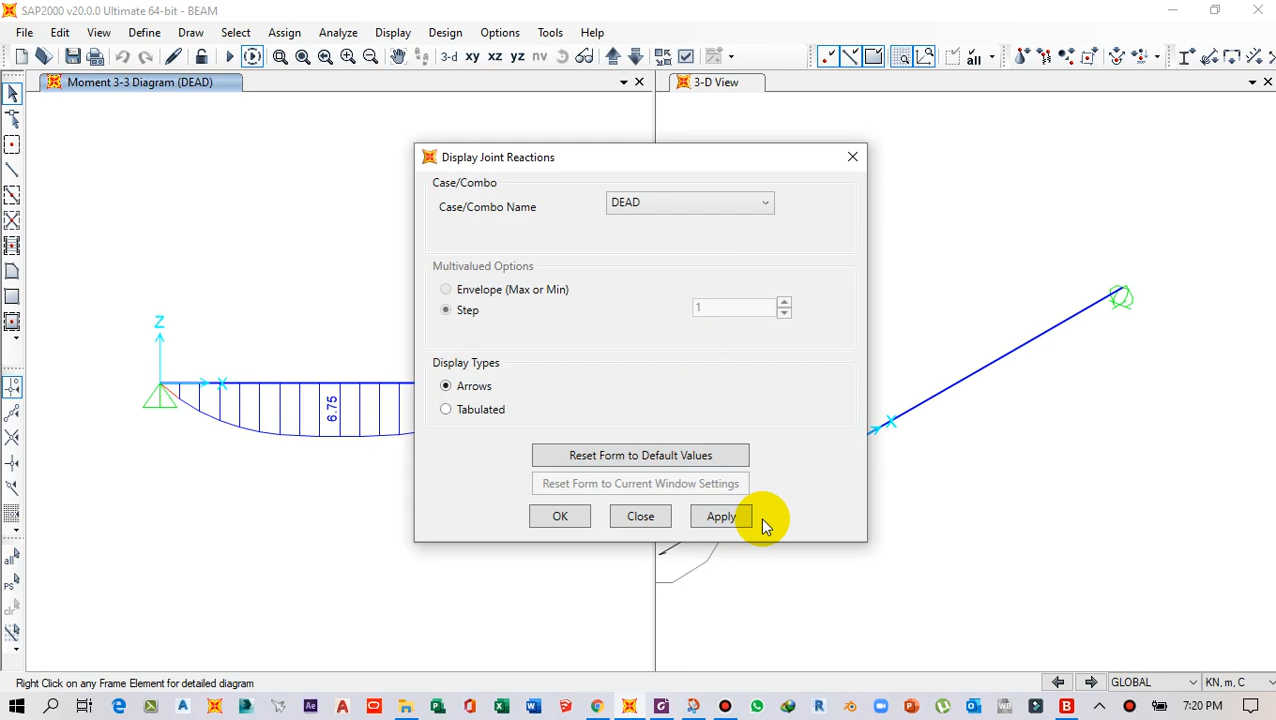 SAP2000 v20.0.0 Ultimate 64-bit - BEAM
File Edit View Define Draw Select Assign Analyze Display Design Options Tools Help
3-d xy xz yz nv all
Moment 3-3 Diagram (DEAD)
3-D View
Display Joint Reactions
Case/Combo
Case/Combo Name
DEAD
Multivalued Options
Envelope (Max or Min)
Step
1
Display Types
Arrows
Tabulated
Reset Form to Default Values
Reset Form to Current Window Settings
OK Close Apply
Z
X
6.75
X
all
PS
clr
Right Click on any Frame Element for detailed diagram
GLOBAL
KN, m, C
7:20 PM